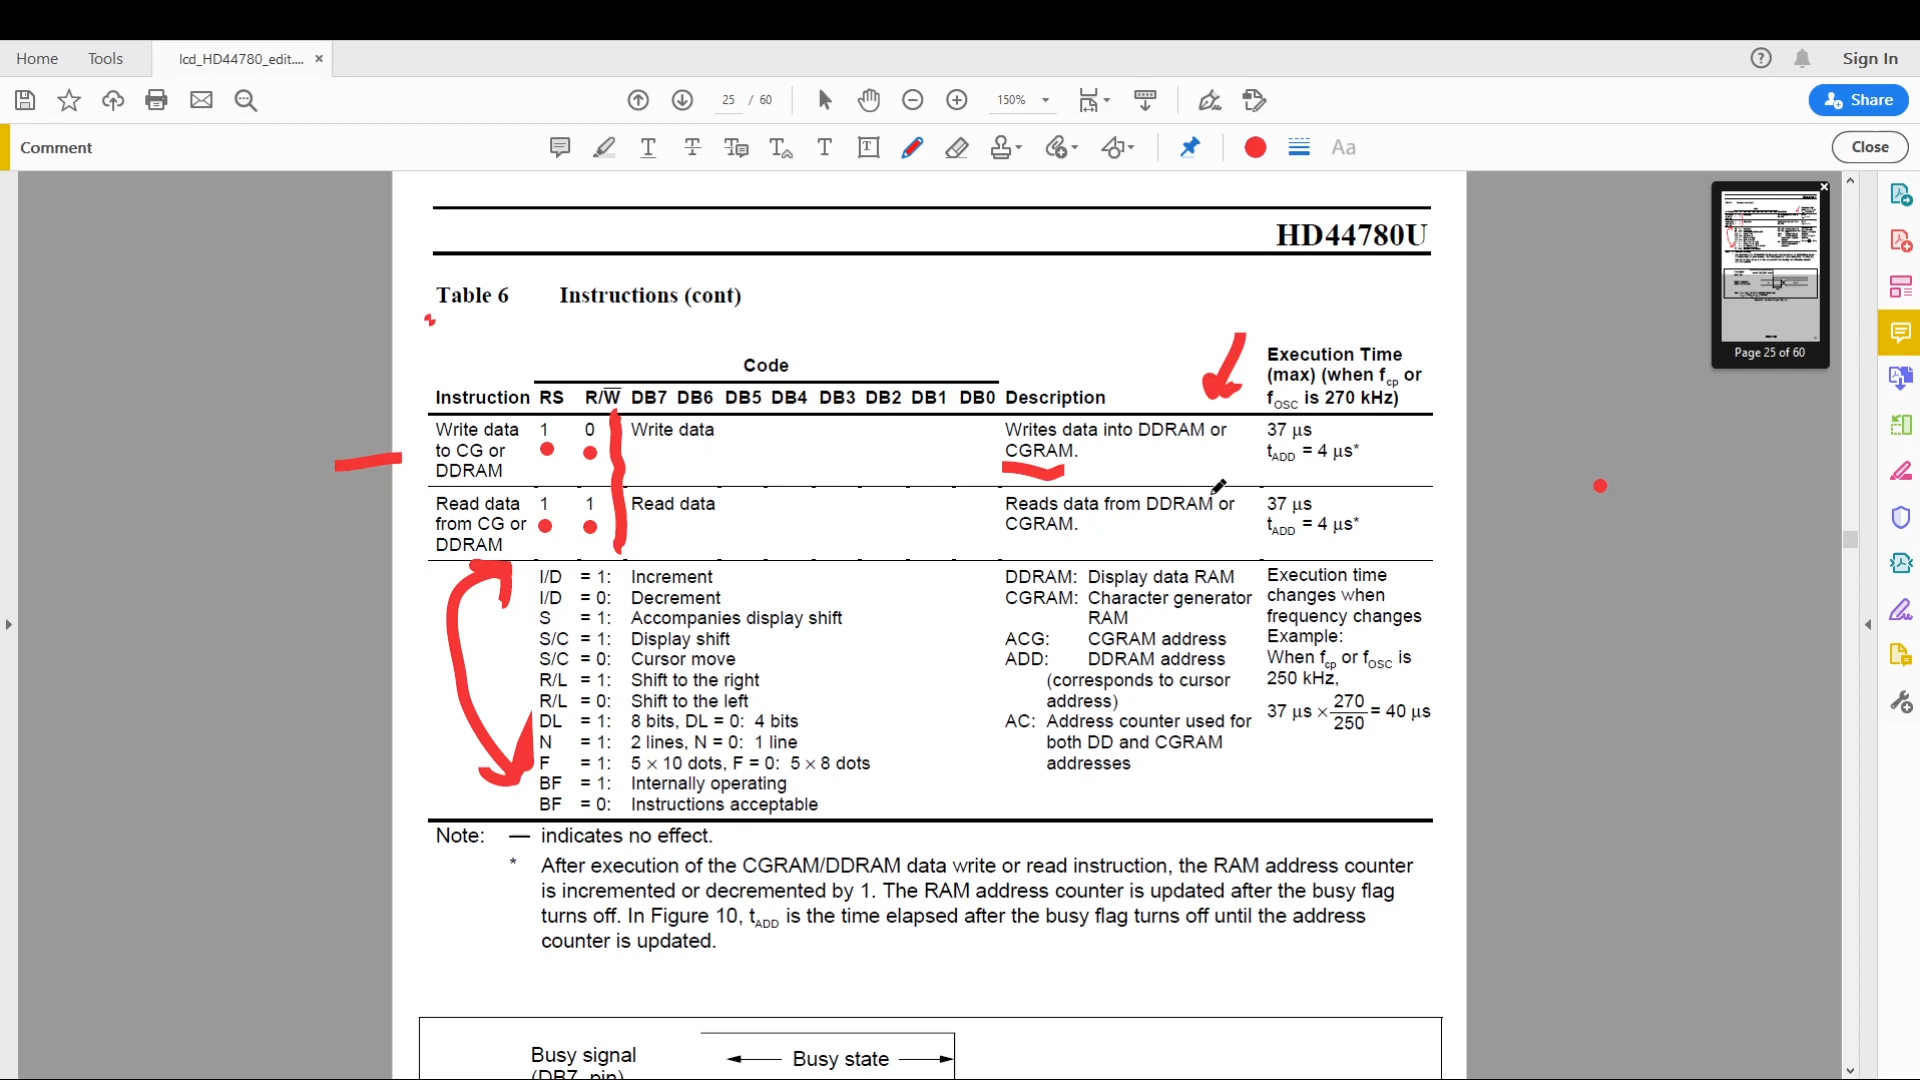 Home Tools lcd_HD44780_edit.... × Sign In
25 / 60 150% Share
Comment Close
Aa
HD44780U
Table 6 Instructions (cont)
Code
Execution Time
(max) (when fcp or
fOSC is 270 kHz)
Instruction RS R/W̅ DB7 DB6 DB5 DB4 DB3 DB2 DB1 DB0 Description
Write data 1 0 Write data Writes data into DDRAM or 37 µs
to CG or CGRAM. tADD = 4 µs*
DDRAM
Read data 1 1 Read data Reads data from DDRAM or 37 µs
from CG or CGRAM. tADD = 4 µs*
DDRAM
I/D = 1: Increment
I/D = 0: Decrement
S = 1: Accompanies display shift
S/C = 1: Display shift
S/C = 0: Cursor move
R/L = 1: Shift to the right
R/L = 0: Shift to the left
DL = 1: 8 bits, DL = 0: 4 bits
N = 1: 2 lines, N = 0: 1 line
F = 1: 5 × 10 dots, F = 0: 5 × 8 dots
BF = 1: Internally operating
BF = 0: Instructions acceptable
DDRAM: Display data RAM
CGRAM: Character generator
RAM
ACG: CGRAM address
ADD: DDRAM address
(corresponds to cursor
address)
AC: Address counter used for
both DD and CGRAM
addresses
Execution time
changes when
frequency changes
Example:
When fcp or fOSC is
250 kHz,
37 µs × 270/250 = 40 µs
Note: — indicates no effect.
* After execution of the CGRAM/DDRAM data write or read instruction, the RAM address counter
is incremented or decremented by 1. The RAM address counter is updated after the busy flag
turns off. In Figure 10, tADD is the time elapsed after the busy flag turns off until the address
counter is updated.
Busy signal
(DB7 pin)
Busy state
Page 25 of 60